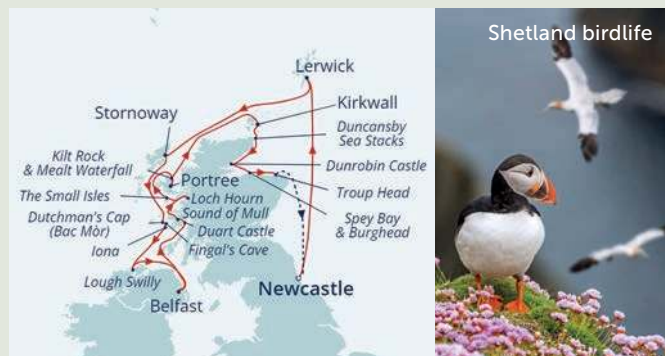 Shetland birdlife
Lerwick
Stornoway
Kirkwall
Duncansby
Sea Stacks
Kilt Rock
& Mealt Waterfall
Dunrobin Castle
Portree
Troup Head
The Small Isles
Loch Hourn
Sound of Mull
Spey Bay
& Burghead
Dutchman's Cap
(Bac Mòr)
Duart Castle
Iona
Fingal's Cave
Lough Swilly
Belfast
Newcastle